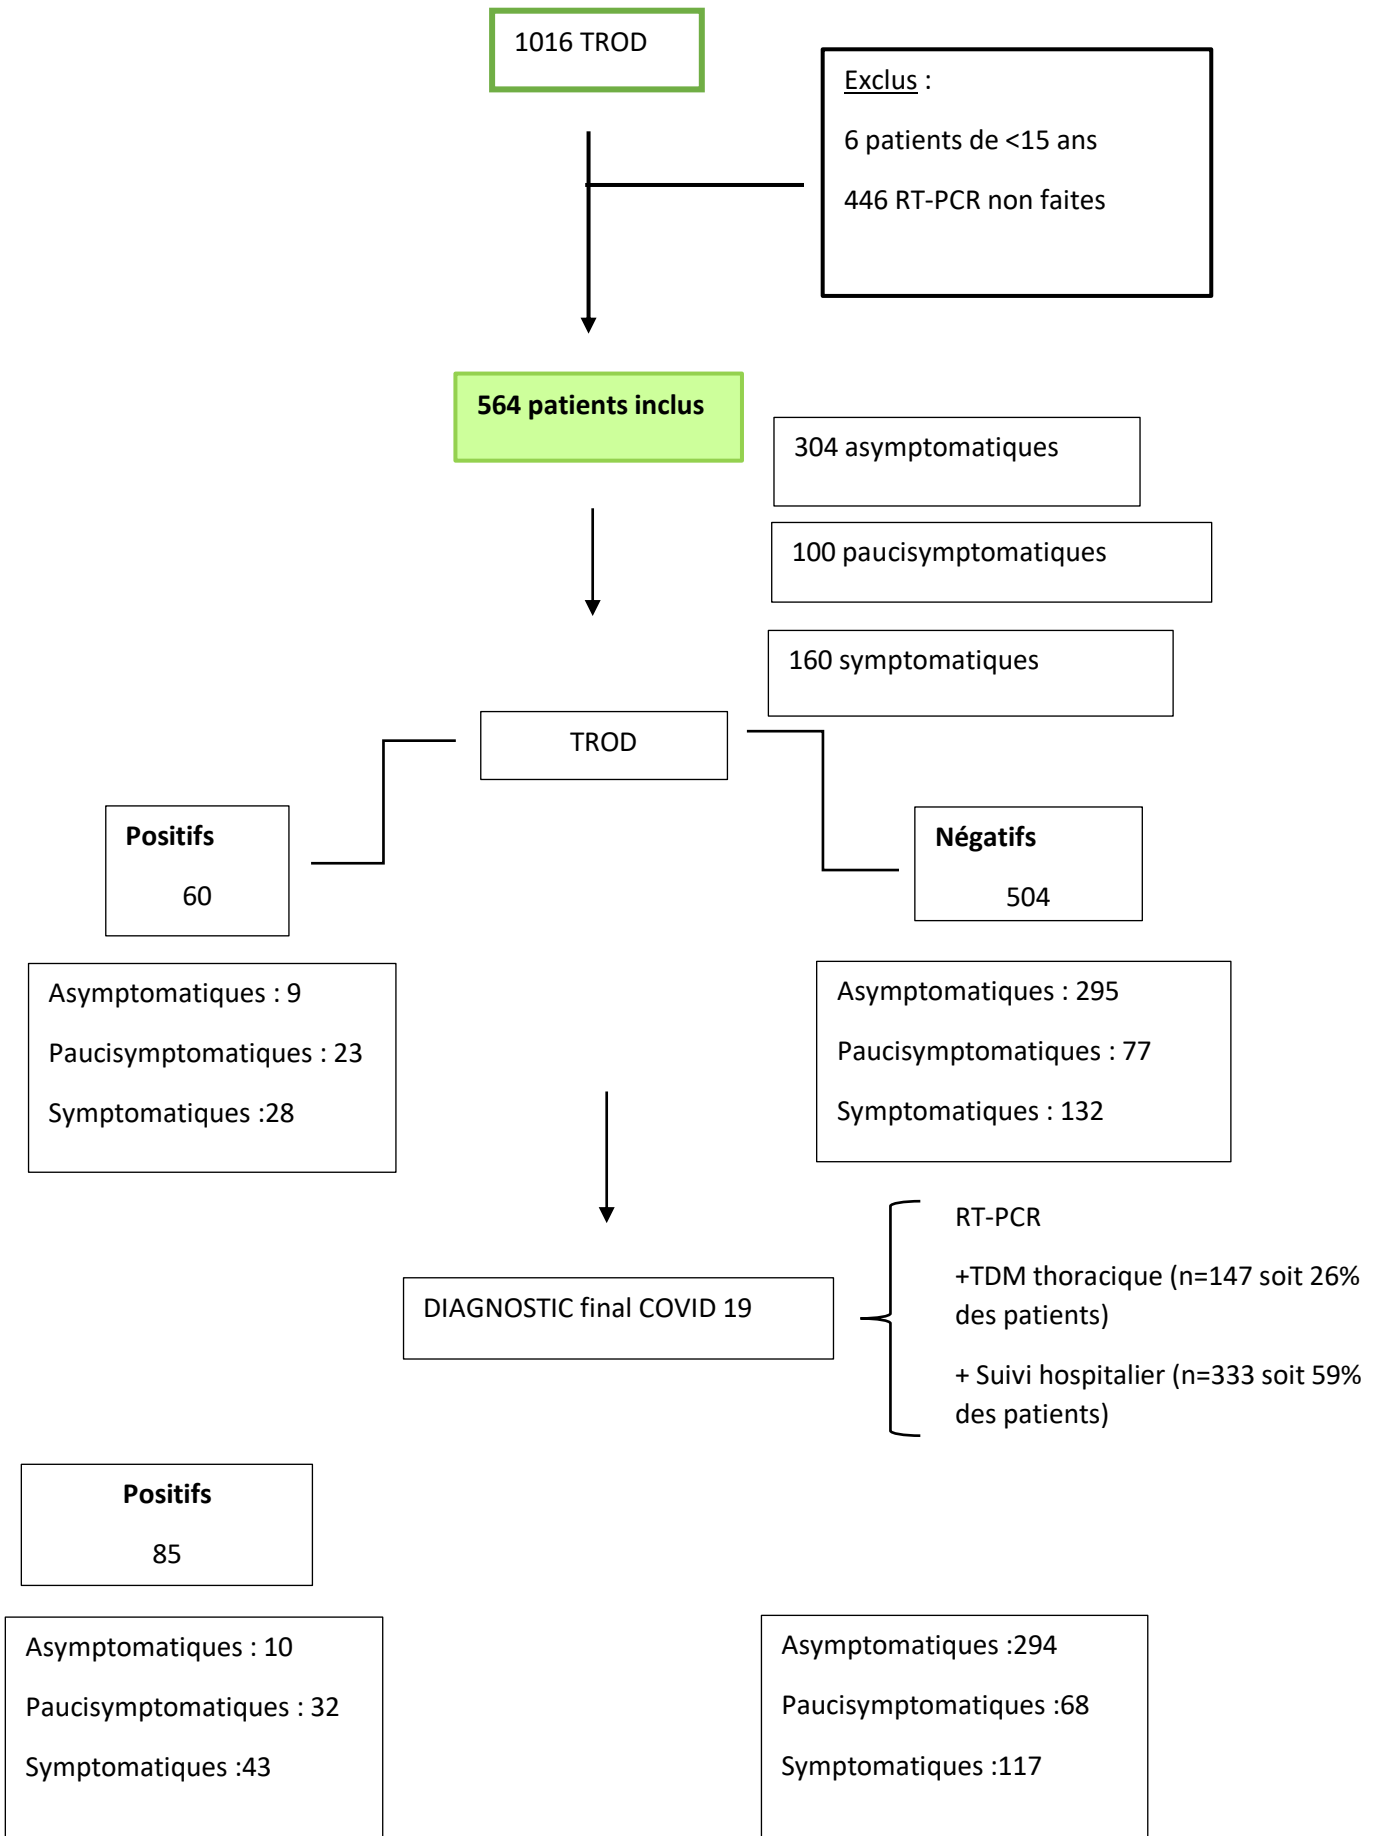 1016 TROD
Exclus :
6 patients de <15 ans
446 RT-PCR non faites
564 patients inclus
304 asymptomatiques
100 paucisymptomatiques
160 symptomatiques
TROD
Positifs
60
Négatifs
504
Asymptomatiques : 9
Paucisymptomatiques : 23
Symptomatiques :28
Asymptomatiques : 295
Paucisymptomatiques : 77
Symptomatiques : 132
DIAGNOSTIC final COVID 19
RT-PCR
+TDM thoracique (n=147 soit 26%
des patients)
+ Suivi hospitalier (n=333 soit 59%
des patients)
Positifs
85
Asymptomatiques : 10
Paucisymptomatiques : 32
Symptomatiques :43
Asymptomatiques :294
Paucisymptomatiques :68
Symptomatiques :117